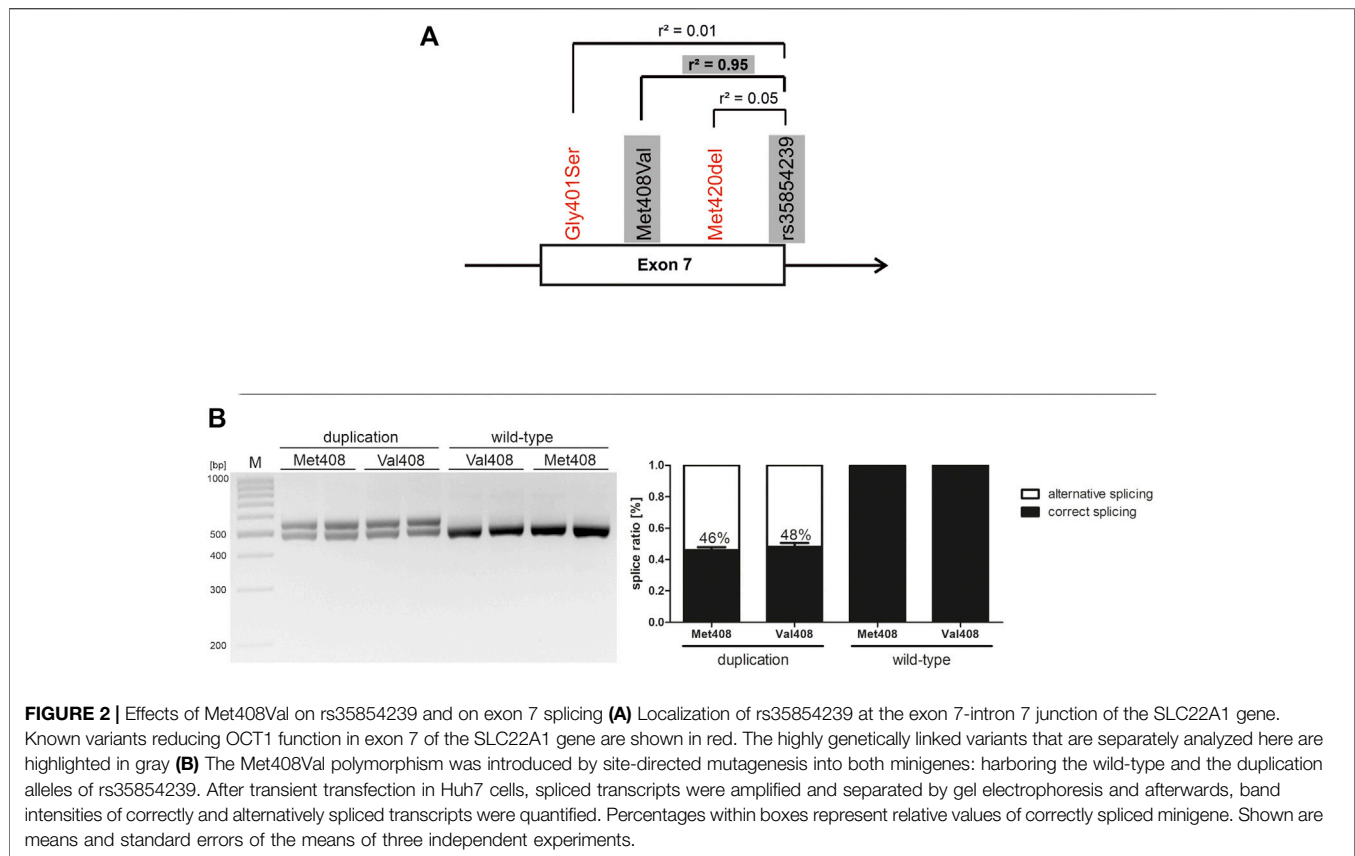 A
r² = 0.01
r² = 0.95
r² = 0.05
Gly401Ser
Met408Val
Met420del
rs35854239
Exon 7
B
duplication wild-type
[bp] M Met408 Val408 Val408 Met408
1000
500
400
300
200
splice ratio [%]
1.0
0.8
0.6
0.4
0.2
0.0
46% 48%
Met408 Val408 Met408 Val408
duplication wild-type
alternative splicing
correct splicing
FIGURE 2 | Effects of Met408Val on rs35854239 and on exon 7 splicing (A) Localization of rs35854239 at the exon 7-intron 7 junction of the SLC22A1 gene.
Known variants reducing OCT1 function in exon 7 of the SLC22A1 gene are shown in red. The highly genetically linked variants that are separately analyzed here are
highlighted in gray (B) The Met408Val polymorphism was introduced by site-directed mutagenesis into both minigenes: harboring the wild-type and the duplication
alleles of rs35854239. After transient transfection in Huh7 cells, spliced transcripts were amplified and separated by gel electrophoresis and afterwards, band
intensities of correctly and alternatively spliced transcripts were quantified. Percentages within boxes represent relative values of correctly spliced minigene. Shown are
means and standard errors of the means of three independent experiments.